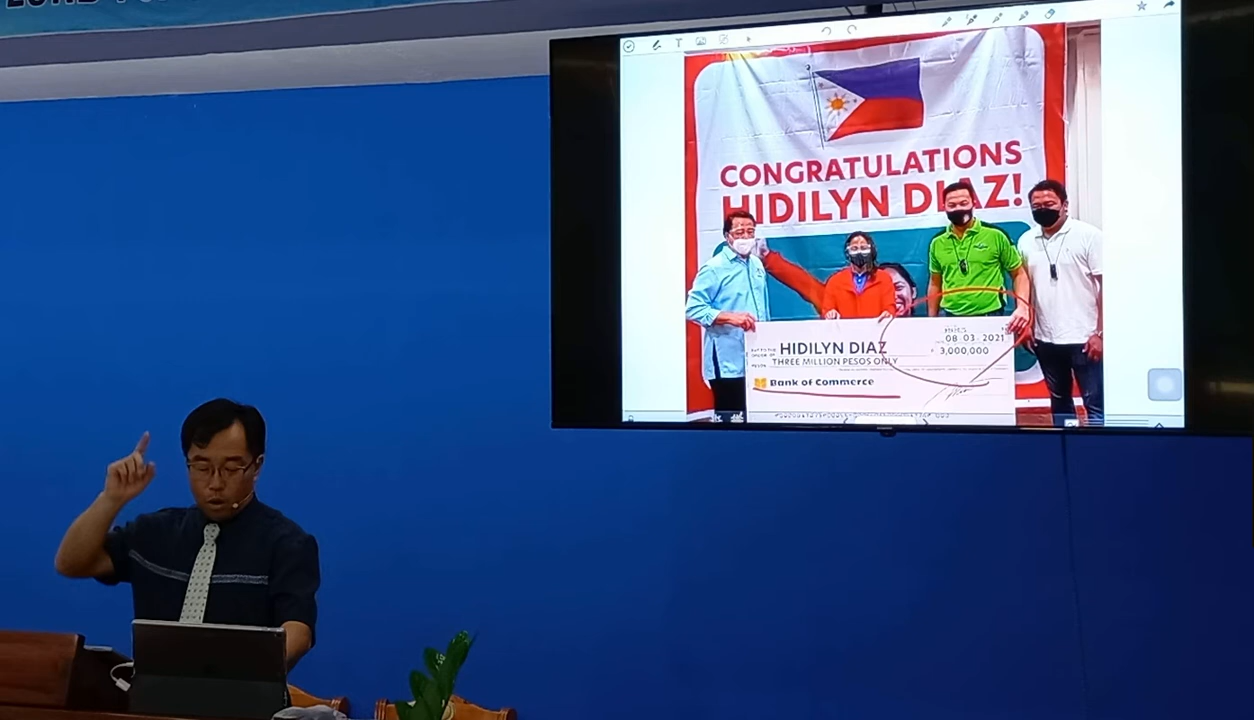 CONGRATULATIONS
HIDILYN DIAZ!
08 03 2021
HIDILYN DIAZ
3,000,000
THREE MILLION PESOS ONLY
Bank of Commerce